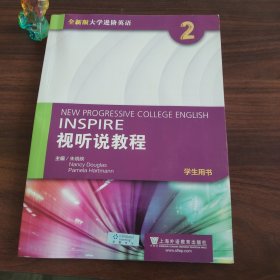 全新版大学进阶英语
2
NEW PROGRESSIVE COLLEGE ENGLISH
INSPIRE
视听说教程
Nancy Douglas
Pamela Hartmann
学生用书
上海外语教育出版社